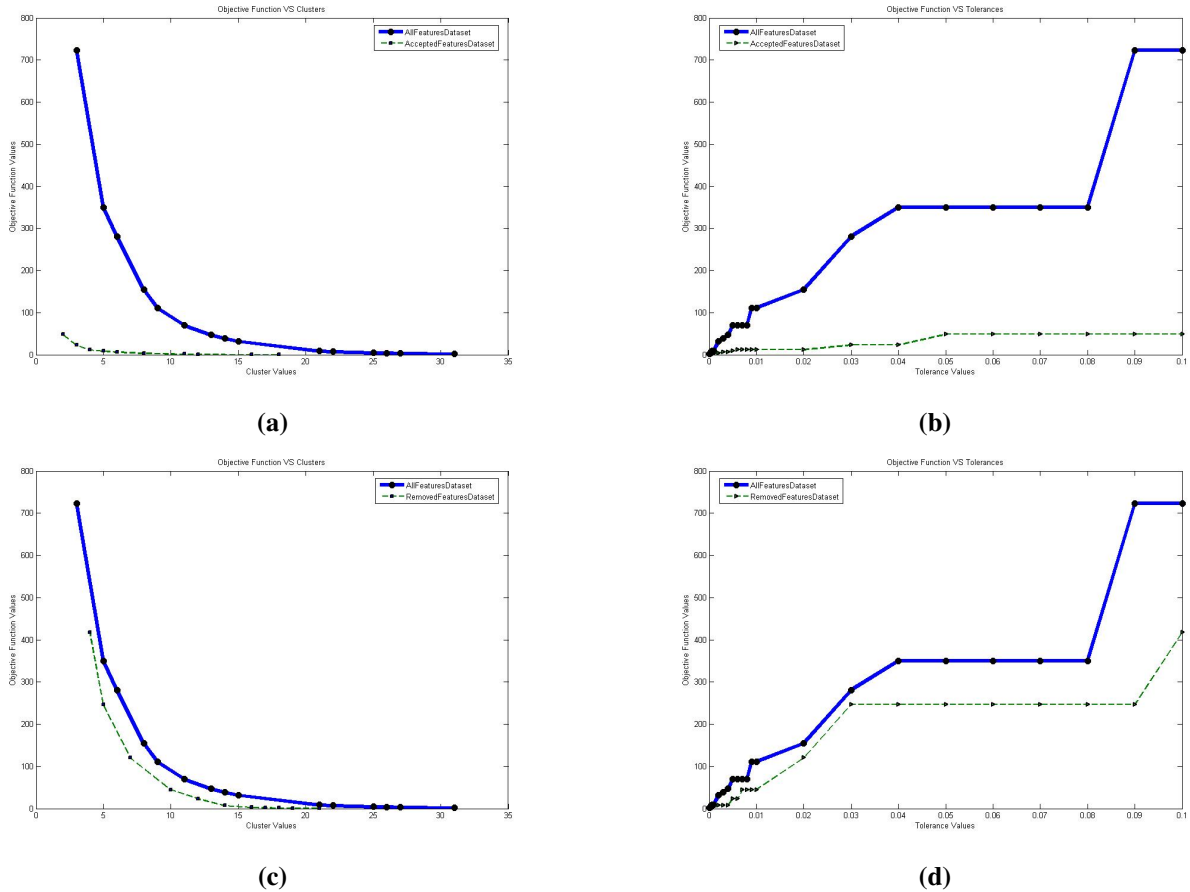 Objective Function VS Clusters
800
700
600
500
400
300
200
100
0
Objective Function Values
AllFeaturesDataset
AcceptedFeaturesDataset
0 5 10 15 20 25 30 35
Cluster Values
(a)
Objective Function VS Tolerances
800
700
600
500
400
300
200
100
0
Objective Function Values
AllFeaturesDataset
AcceptedFeaturesDataset
0 0.01 0.02 0.03 0.04 0.05 0.06 0.07 0.08 0.09 0.1
Tolerance Values
(b)
Objective Function VS Clusters
800
700
600
500
400
300
200
100
0
Objective Function Values
AllFeaturesDataset
RemovedFeaturesDataset
0 5 10 15 20 25 30 35
Cluster Values
(c)
Objective Function VS Tolerances
800
700
600
500
400
300
200
100
0
Objective Function Values
AllFeaturesDataset
RemovedFeaturesDataset
0 0.01 0.02 0.03 0.04 0.05 0.06 0.07 0.08 0.09 0.1
Tolerance Values
(d)